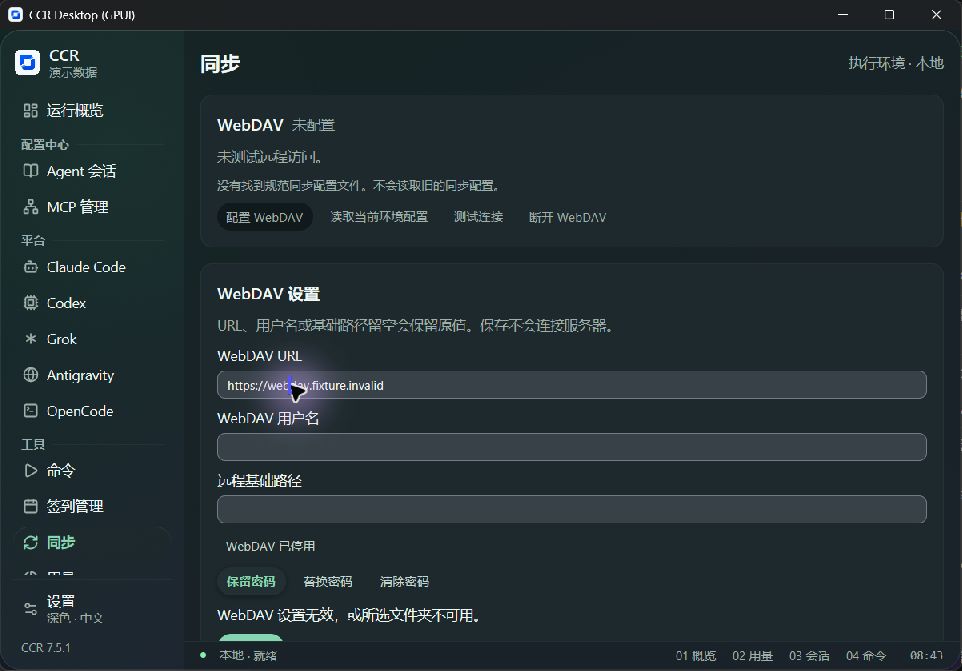 CCR Desktop (GPUI)
CCR
演示数据
运行概览
配置中心
Agent 会话
MCP 管理
平台
Claude Code
Codex
Grok
Antigravity
OpenCode
工具
命令
签到管理
同步
设置
深色 · 中文
CCR 7.5.1
同步
执行环境 · 本地
WebDAV 未配置
未测试远程访问。
没有找到规范同步配置文件。不会读取旧的同步配置。
配置 WebDAV 读取当前环境配置 测试连接 断开 WebDAV
WebDAV 设置
URL、用户名或基础路径留空会保留原值。保存不会连接服务器。
WebDAV URL
https://webdav.fixture.invalid
WebDAV 用户名
远程基础路径
WebDAV 已停用
保留密码 替换密码 清除密码
WebDAV 设置无效，或所选文件夹不可用。
本地 · 就绪
01 概览 02 用量 03 会话 04 命令 08:43